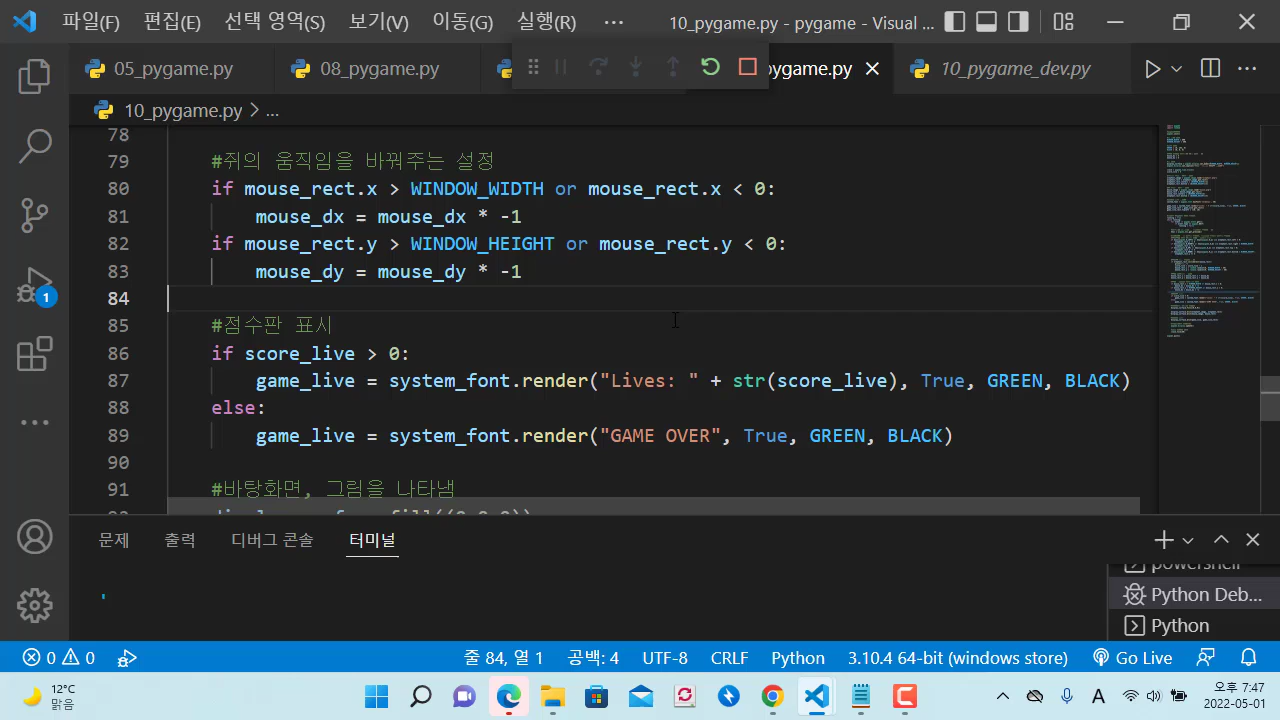 파일(F) 편집(E) 선택 영역(S) 보기(V) 이동(G) 실행(R) ··· 10_pygame.py - pygame - Visual ...
05_pygame.py 08_pygame.py pygame.py 10_pygame_dev.py
10_pygame.py > ...
78
79 #쥐의 움직임을 바꿔주는 설정
80 if mouse_rect.x > WINDOW_WIDTH or mouse_rect.x < 0:
81 mouse_dx = mouse_dx * -1
82 if mouse_rect.y > WINDOW_HEIGHT or mouse_rect.y < 0:
83 mouse_dy = mouse_dy * -1
84
85 #점수판 표시
86 if score_live > 0:
87 game_live = system_font.render("Lives: " + str(score_live), True, GREEN, BLACK)
88 else:
89 game_live = system_font.render("GAME OVER", True, GREEN, BLACK)
90
91 #바탕화면, 그림을 나타냄
문제 출력 디버그 콘솔 터미널
powershell
Python Deb...
Python
1
0 0 줄 84, 열 1 공백: 4 UTF-8 CRLF Python 3.10.4 64-bit (windows store) Go Live
12°C
맑음
A
오후 7:47
2022-05-01